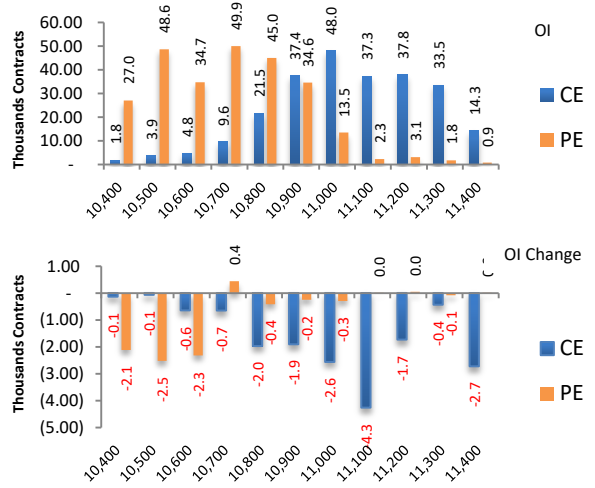 OI
Thousands Contracts
60.00
50.00
40.00
30.00
20.00
10.00
-
1.8 27.0 3.9 48.6 4.8 34.7 9.6 49.9 21.5 45.0 37.4 34.6 48.0 13.5 37.3 2.3 37.8 3.1 33.5 1.8 14.3 0.9
10,400 10,500 10,600 10,700 10,800 10,900 11,000 11,100 11,200 11,300 11,400
CE
PE
OI Change
Thousands Contracts
1.00
-
(1.00)
(2.00)
(3.00)
(4.00)
(5.00)
-0.1 -2.1 -0.1 -2.5 -0.6 -2.3 -0.7 0.4 -2.0 -0.4 -1.9 -0.2 -2.6 -0.3 -4.3 0.0 -1.7 0.0 -0.4 -0.1 -2.7
10,400 10,500 10,600 10,700 10,800 10,900 11,000 11,100 11,200 11,300 11,400
CE
PE